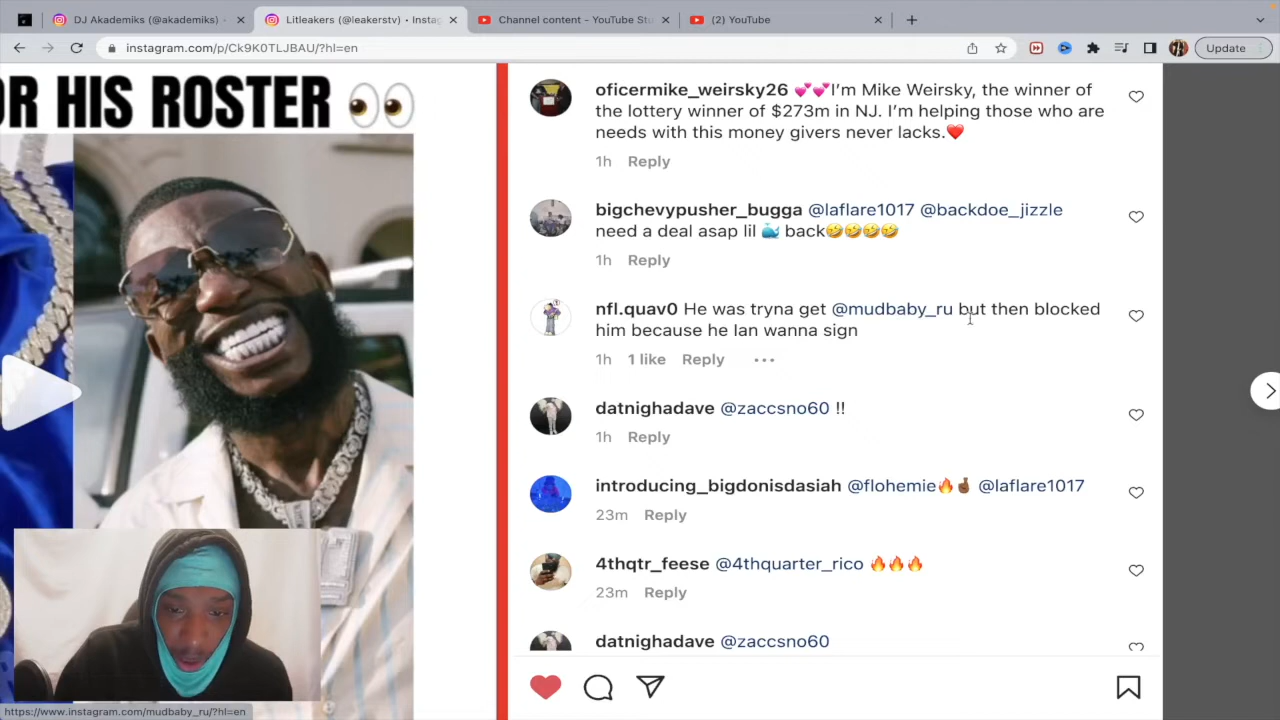 DJ Akademiks (@akademiks) ·
Litleakers (@leakerstv) • Insta
Channel content - YouTube Stu
(2) YouTube
instagram.com/p/Ck9K0TLJBAU/?hl=en
Update
OR HIS ROSTER 👀
oficermike_weirsky26 💞💞I'm Mike Weirsky, the winner of
the lottery winner of $273m in NJ. I'm helping those who are
needs with this money givers never lacks.❤️
1h Reply
bigchevypusher_bugga @laflare1017 @backdoe_jizzle
need a deal asap lil 🐳 back🤣🤣🤣🤣
1h Reply
nfl.quav0 He was tryna get @mudbaby_ru but then blocked
him because he Ian wanna sign
1h 1 like Reply •••
datnighadave @zaccsno60 !!
1h Reply
introducing_bigdonisdasiah @flohemie🔥🤞🏾 @laflare1017
23m Reply
4thqtr_feese @4thquarter_rico 🔥🔥🔥
23m Reply
datnighadave @zaccsno60
https://www.instagram.com/mudbaby_ru/?hl=en